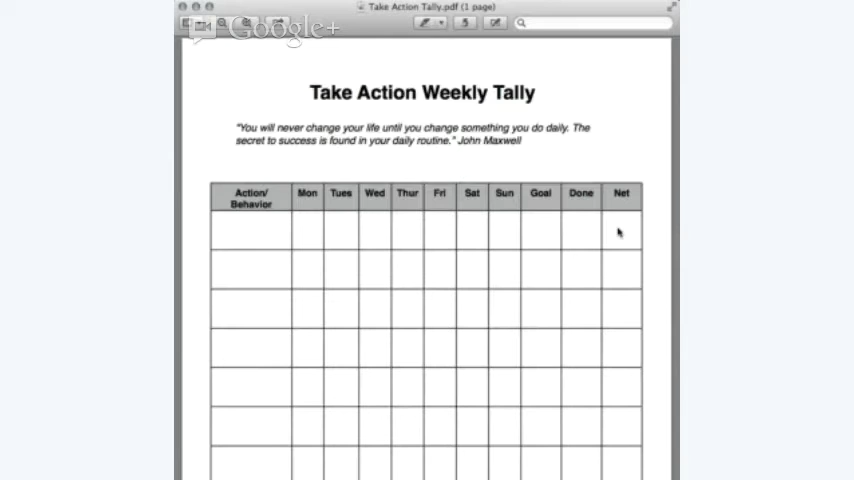 Take Action Tally.pdf (1 page)
Google+
Take Action Weekly Tally
"You will never change your life until you change something you do daily. The
secret to success is found in your daily routine." John Maxwell
Action/ Mon Tues Wed Thur Fri Sat Sun Goal Done Net
Behavior